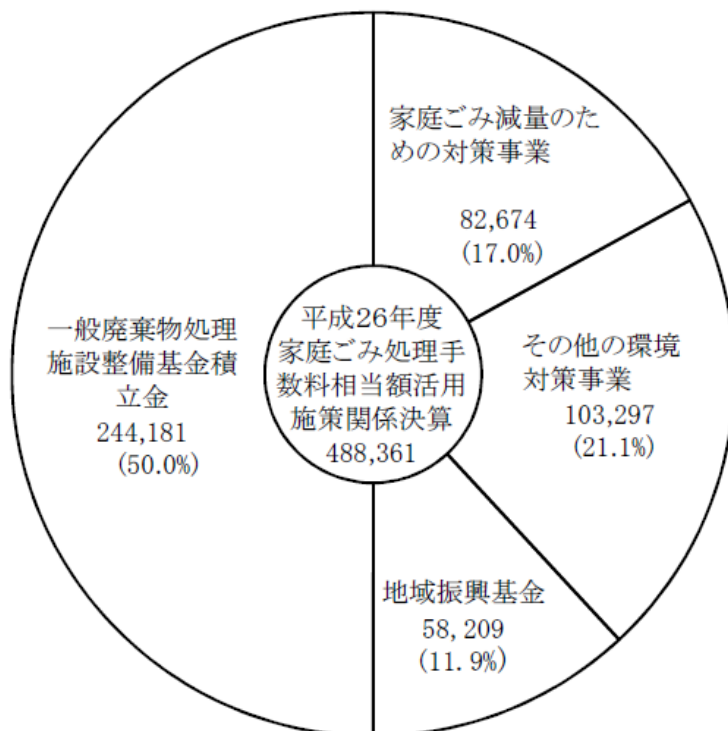 家庭ごみ減量のた
めの対策事業
82,674
(17.0%)
その他の環境
対策事業
103,297
(21.1%)
地域振興基金
58,209
(11.9%)
一般廃棄物処理
施設整備基金積
立金
244,181
(50.0%)
平成26年度
家庭ごみ処理手
数料相当額活用
施策関係決算
488,361